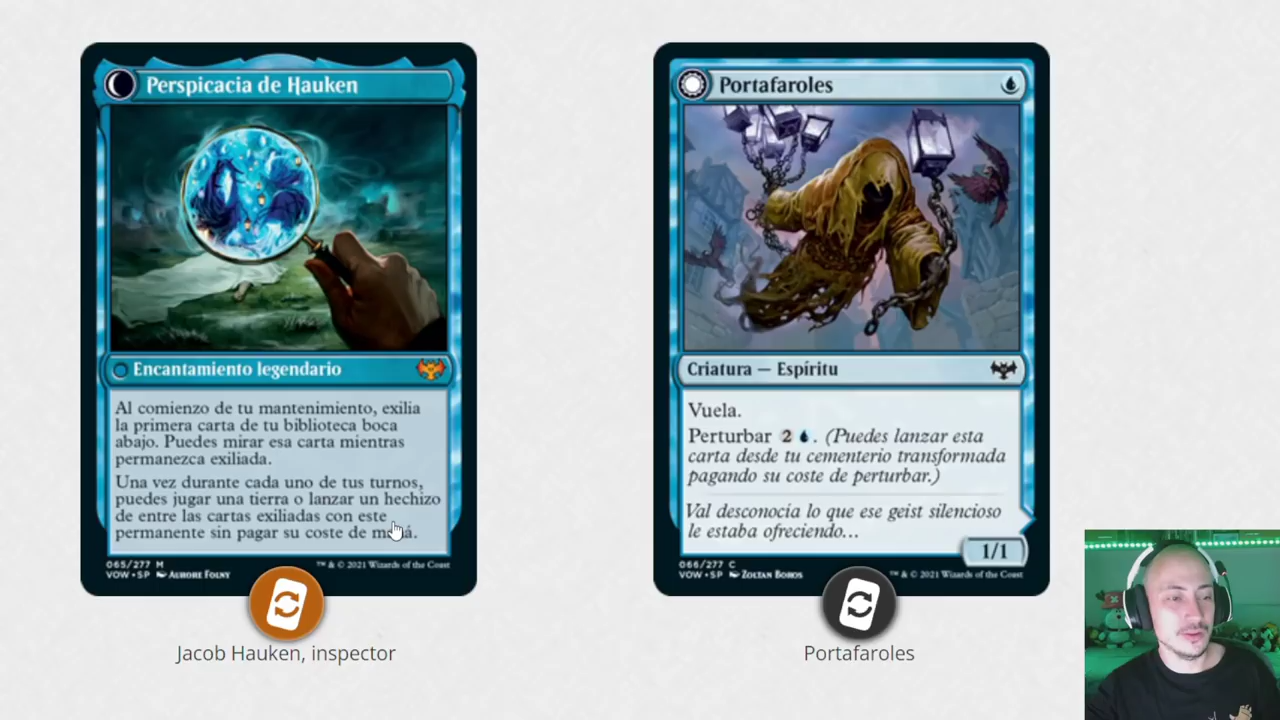 Perspicacia de Hauken
Encantamiento legendario
Al comienzo de tu mantenimiento, exilia
la primera carta de tu biblioteca boca
abajo. Puedes mirar esa carta mientras
permanezca exiliada.
Una vez durante cada uno de tus turnos,
puedes jugar una tierra o lanzar un hechizo
de entre las cartas exiliadas con este
permanente sin pagar su coste de maná.
065/277 M
VOW • SP AURORE FOLNY
™ & © 2021 Wizards of the Coast
Jacob Hauken, inspector
Portafaroles
Criatura — Espíritu
Vuela.
Perturbar 2 . (Puedes lanzar esta
carta desde tu cementerio transformada
pagando su coste de perturbar.)
Val desconocía lo que ese geist silencioso
le estaba ofreciendo...
1/1
066/277 C
VOW • SP ZOLTAN BOROS
™ & © 2021 Wizards of the Coast
Portafaroles